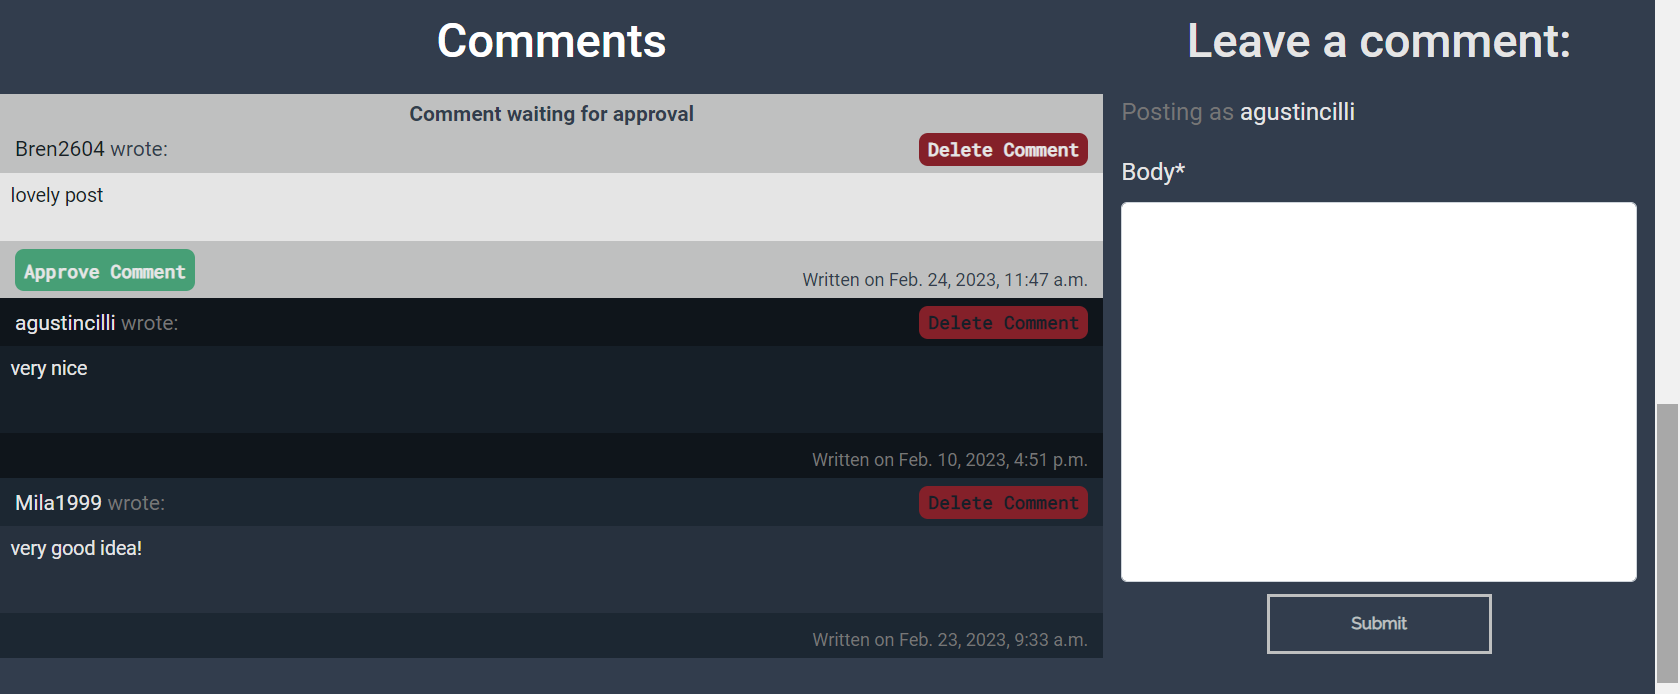 Comments
Comment waiting for approval
Bren2604 wrote:
Delete Comment
lovely post
Approve Comment
Written on Feb. 24, 2023, 11:47 a.m.
agustincilli wrote:
Delete Comment
very nice
Written on Feb. 10, 2023, 4:51 p.m.
Mila1999 wrote:
Delete Comment
very good idea!
Written on Feb. 23, 2023, 9:33 a.m.
Leave a comment:
Posting as agustincilli
Body*
Submit